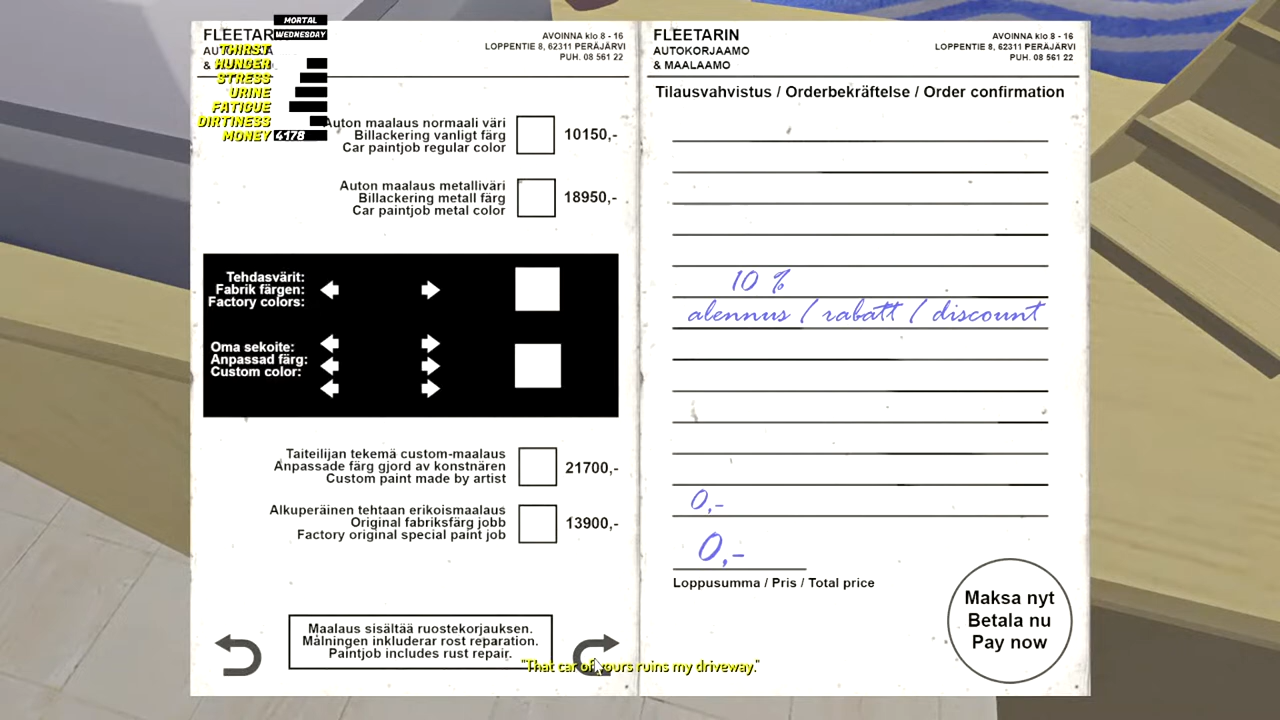 MORTAL
WEDNESDAY
THIRST
HUNGER
STRESS
URINE
FATIGUE
DIRTINESS
MONEY 4178
FLEETARIN
& MAALAAMO
AVOINNA klo 8 - 16
LOPPENTIE 8, 62311 PERÄJÄRVI
PUH. 08 561 22
Auton maalaus normaali väri
Billackering vanligt färg
Car paintjob regular color
10150,-
Auton maalaus metalliväri
Billackering metall färg
Car paintjob metal color
18950,-
Tehdasvärit:
Fabrik färgen:
Factory colors:
Oma sekoite:
Anpassad färg:
Custom color:
Taiteilijan tekemä custom-maalaus
Anpassade färg gjord av konstnären
Custom paint made by artist
21700,-
Alkuperäinen tehtaan erikoismaalaus
Original fabriksfärg jobb
Factory original special paint job
13900,-
Maalaus sisältää ruostekorjauksen.
Målningen inkluderar rost reparation.
Paintjob includes rust repair.
FLEETARIN
AUTOKORJAAMO
& MAALAAMO
AVOINNA klo 8 - 16
LOPPENTIE 8, 62311 PERÄJÄRVI
PUH. 08 561 22
Tilausvahvistus / Orderbekräftelse / Order confirmation
10 %
alennus / rabatt / discount
0,-
0,-
Loppusumma / Pris / Total price
Maksa nyt
Betala nu
Pay now
"That car of yours ruins my driveway."